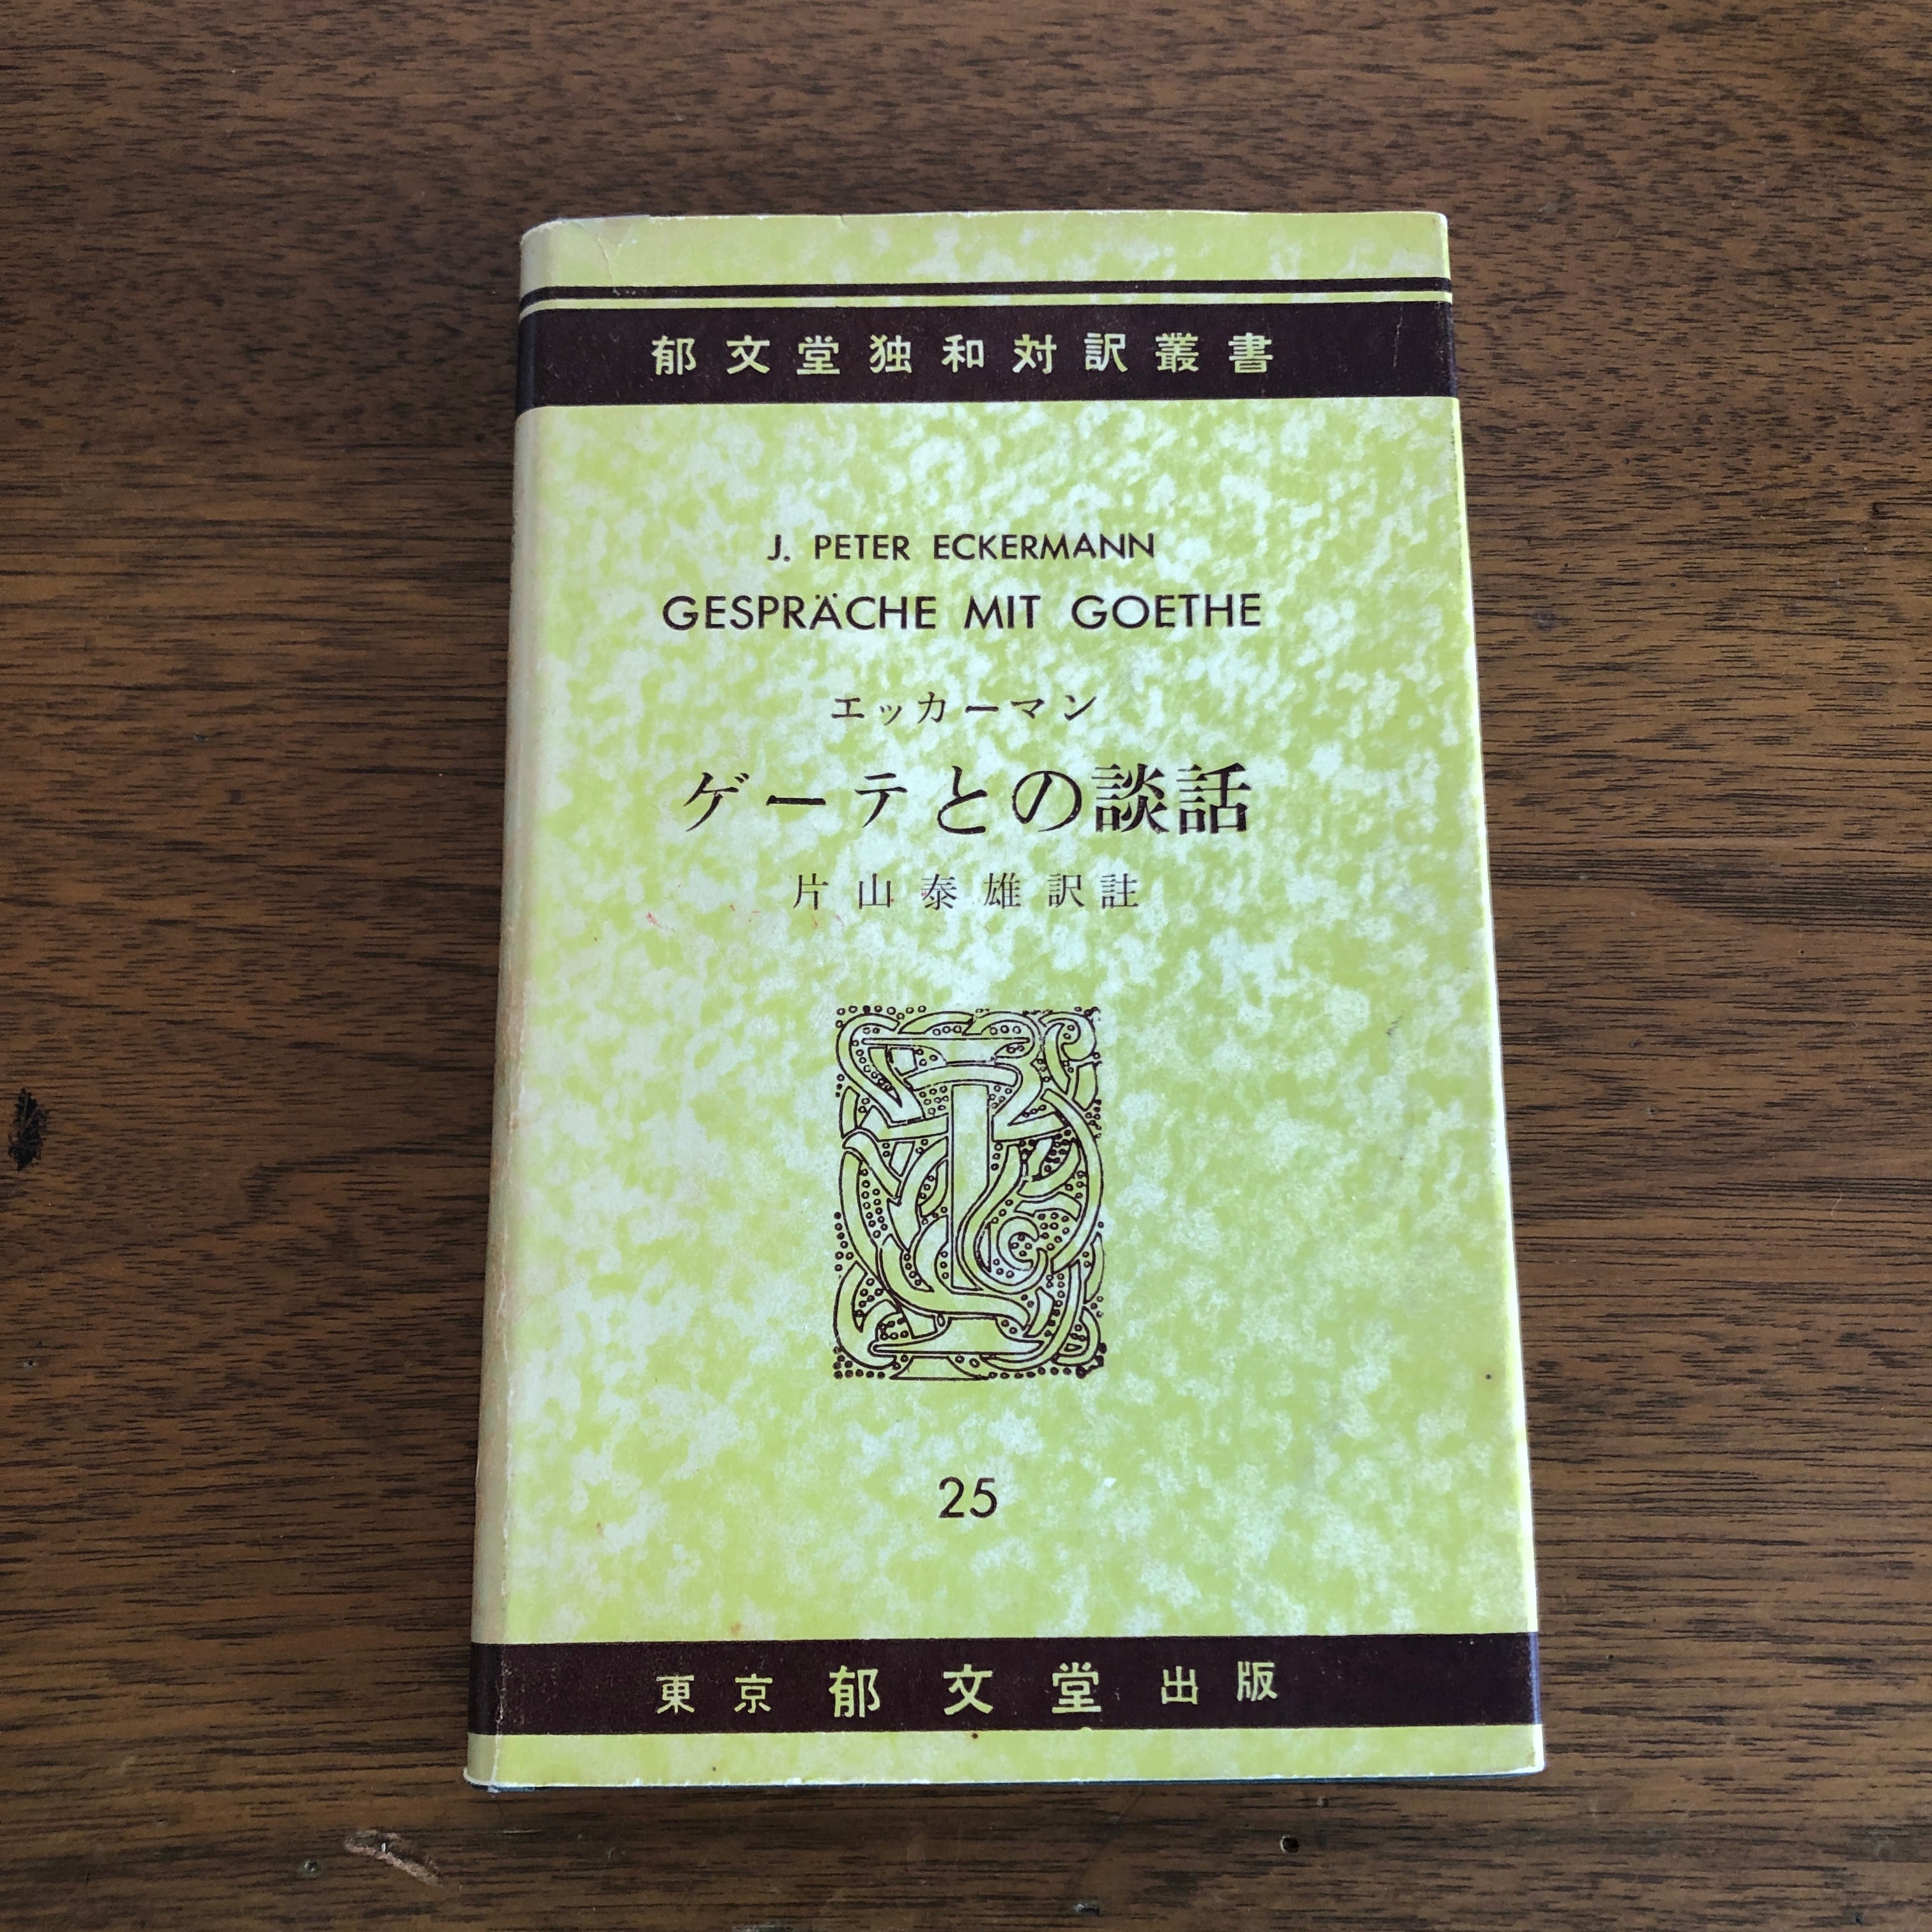 郁文堂独和対訳叢書
J. PETER ECKERMANN
GESPRÄCHE MIT GOETHE
エッカーマン
ゲーテとの談話
片山泰雄訳註
25
東京 郁文堂 出版